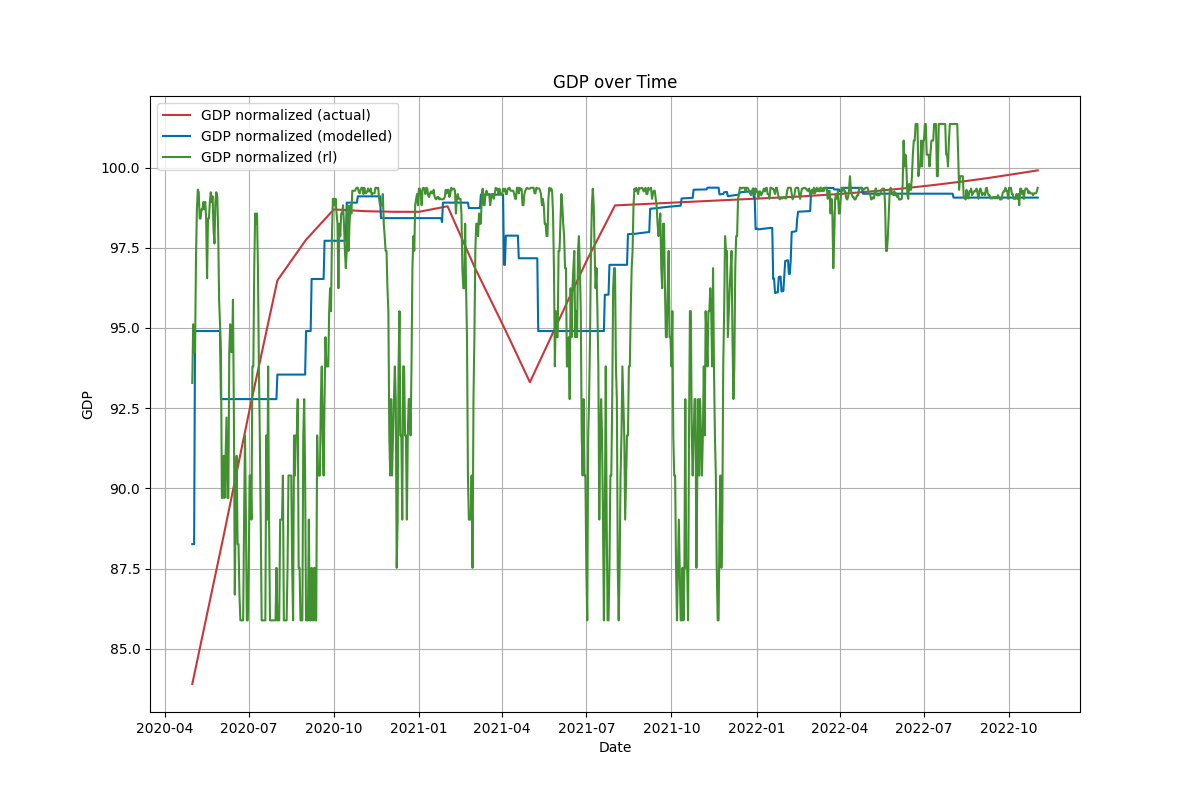 GDP over Time
GDP normalized (actual)
GDP normalized (modelled)
GDP normalized (rl)
100.0
97.5
95.0
92.5
90.0
87.5
85.0
GDP
2020-04 2020-07 2020-10 2021-01 2021-04 2021-07 2021-10 2022-01 2022-04 2022-07 2022-10
Date